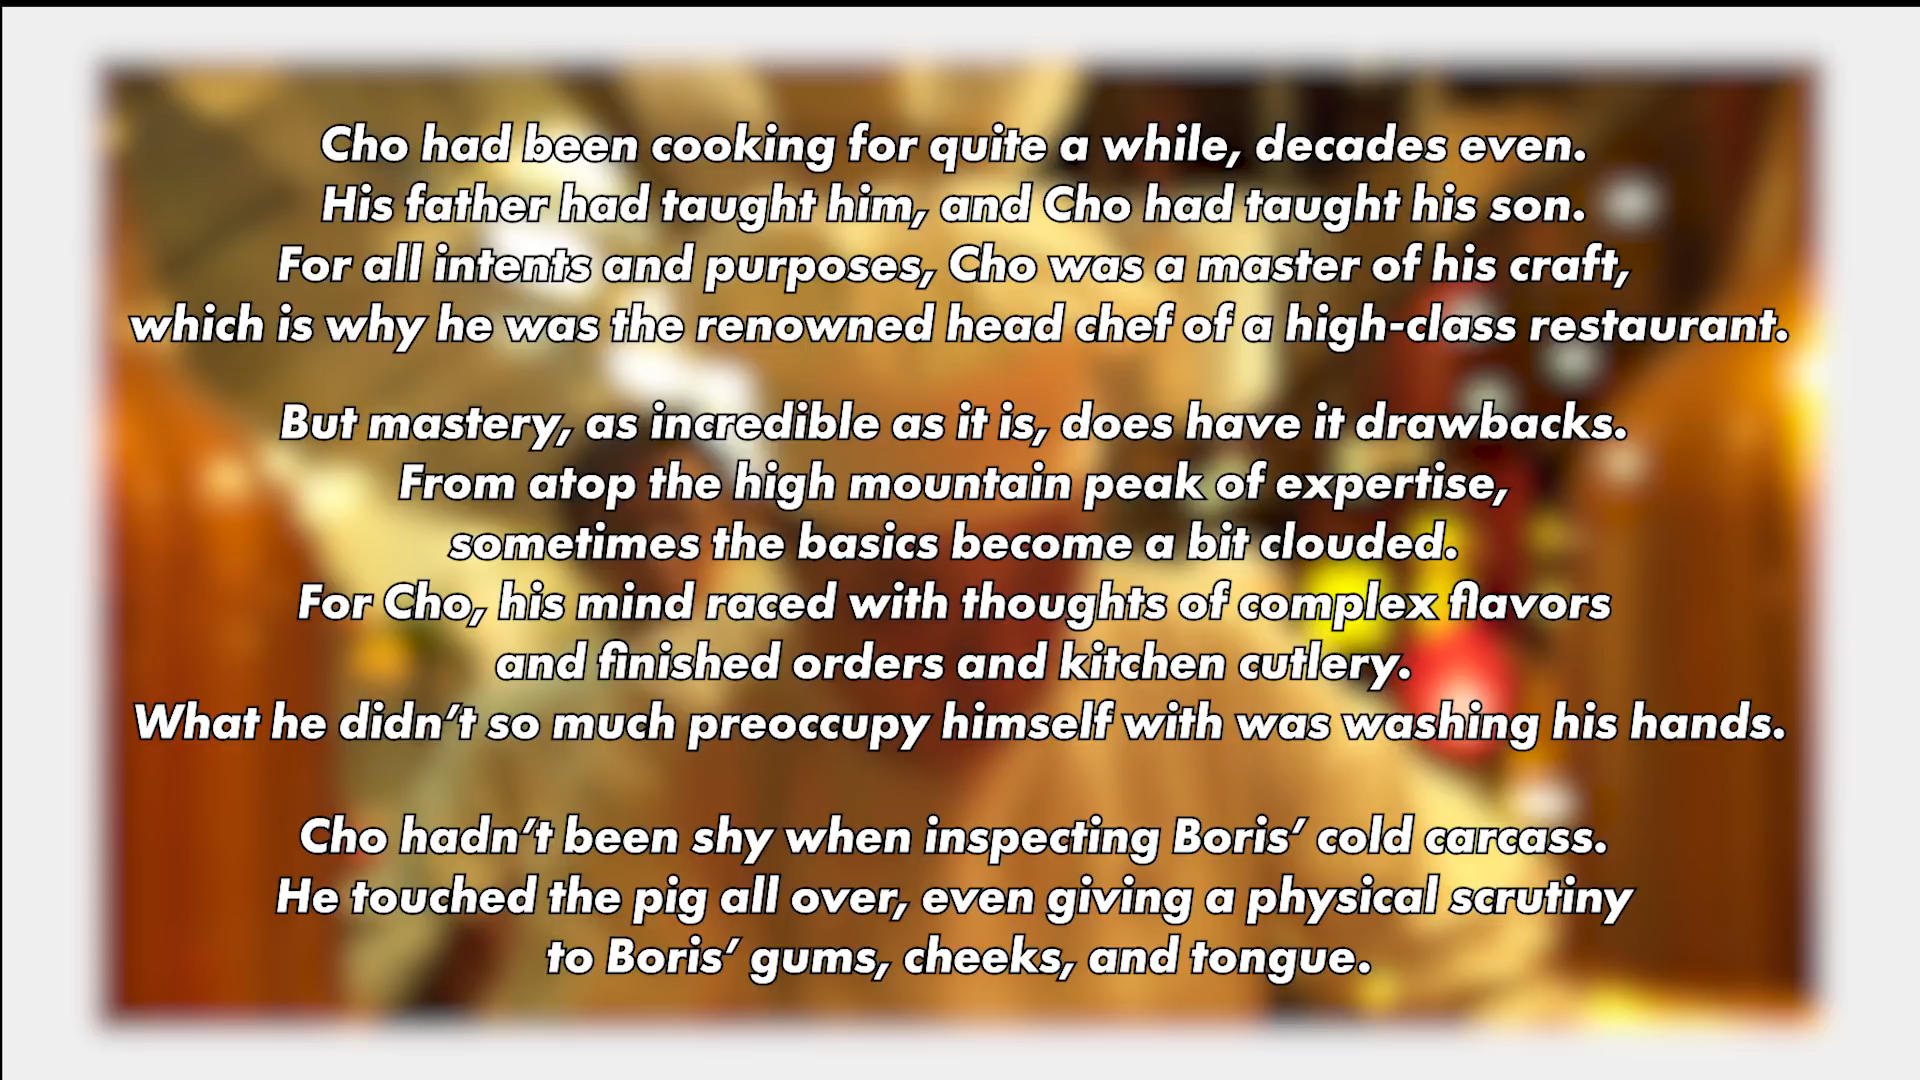 Cho had been cooking for quite a while, decades even.
His father had taught him, and Cho had taught his son.
For all intents and purposes, Cho was a master of his craft,
which is why he was the renowned head chef of a high-class restaurant.
But mastery, as incredible as it is, does have it drawbacks.
From atop the high mountain peak of expertise,
sometimes the basics become a bit clouded.
For Cho, his mind raced with thoughts of complex flavors
and finished orders and kitchen cutlery.
What he didn’t so much preoccupy himself with was washing his hands.
Cho hadn’t been shy when inspecting Boris’ cold carcass.
He touched the pig all over, even giving a physical scrutiny
to Boris’ gums, cheeks, and tongue.